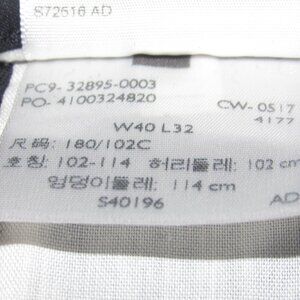 S72516 AD
PC9- 32895-0003
PO- 4100324820
CW-0517
4177
W40 L32
尺 码: 180/102C
호칭: 102-114 허리둘레: 102 cm
엉덩이둘레: 114 cm
S40196
AD